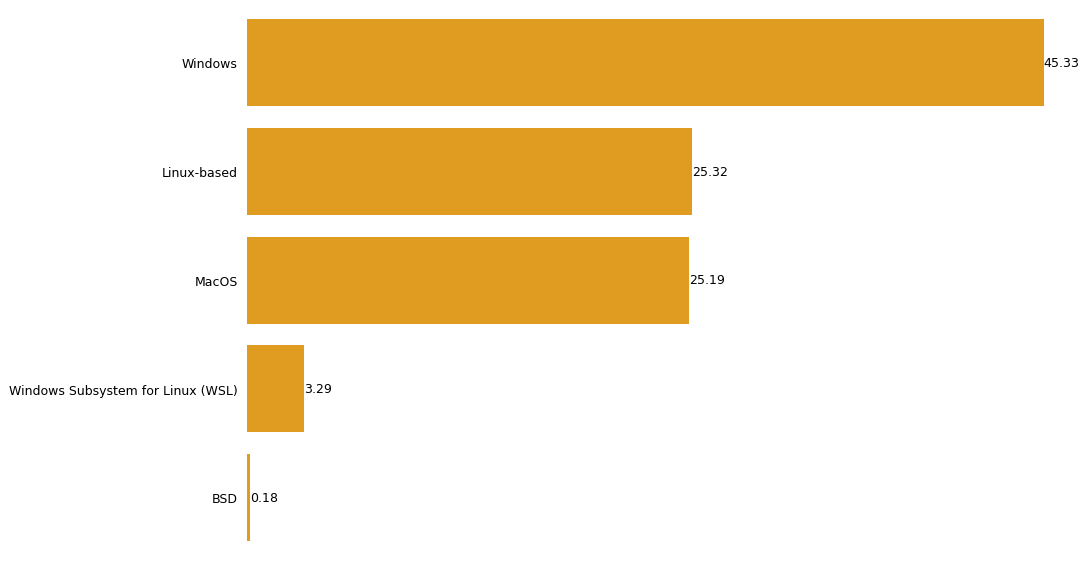 Windows 45.33
Linux-based 25.32
MacOS 25.19
Windows Subsystem for Linux (WSL) 3.29
BSD 0.18